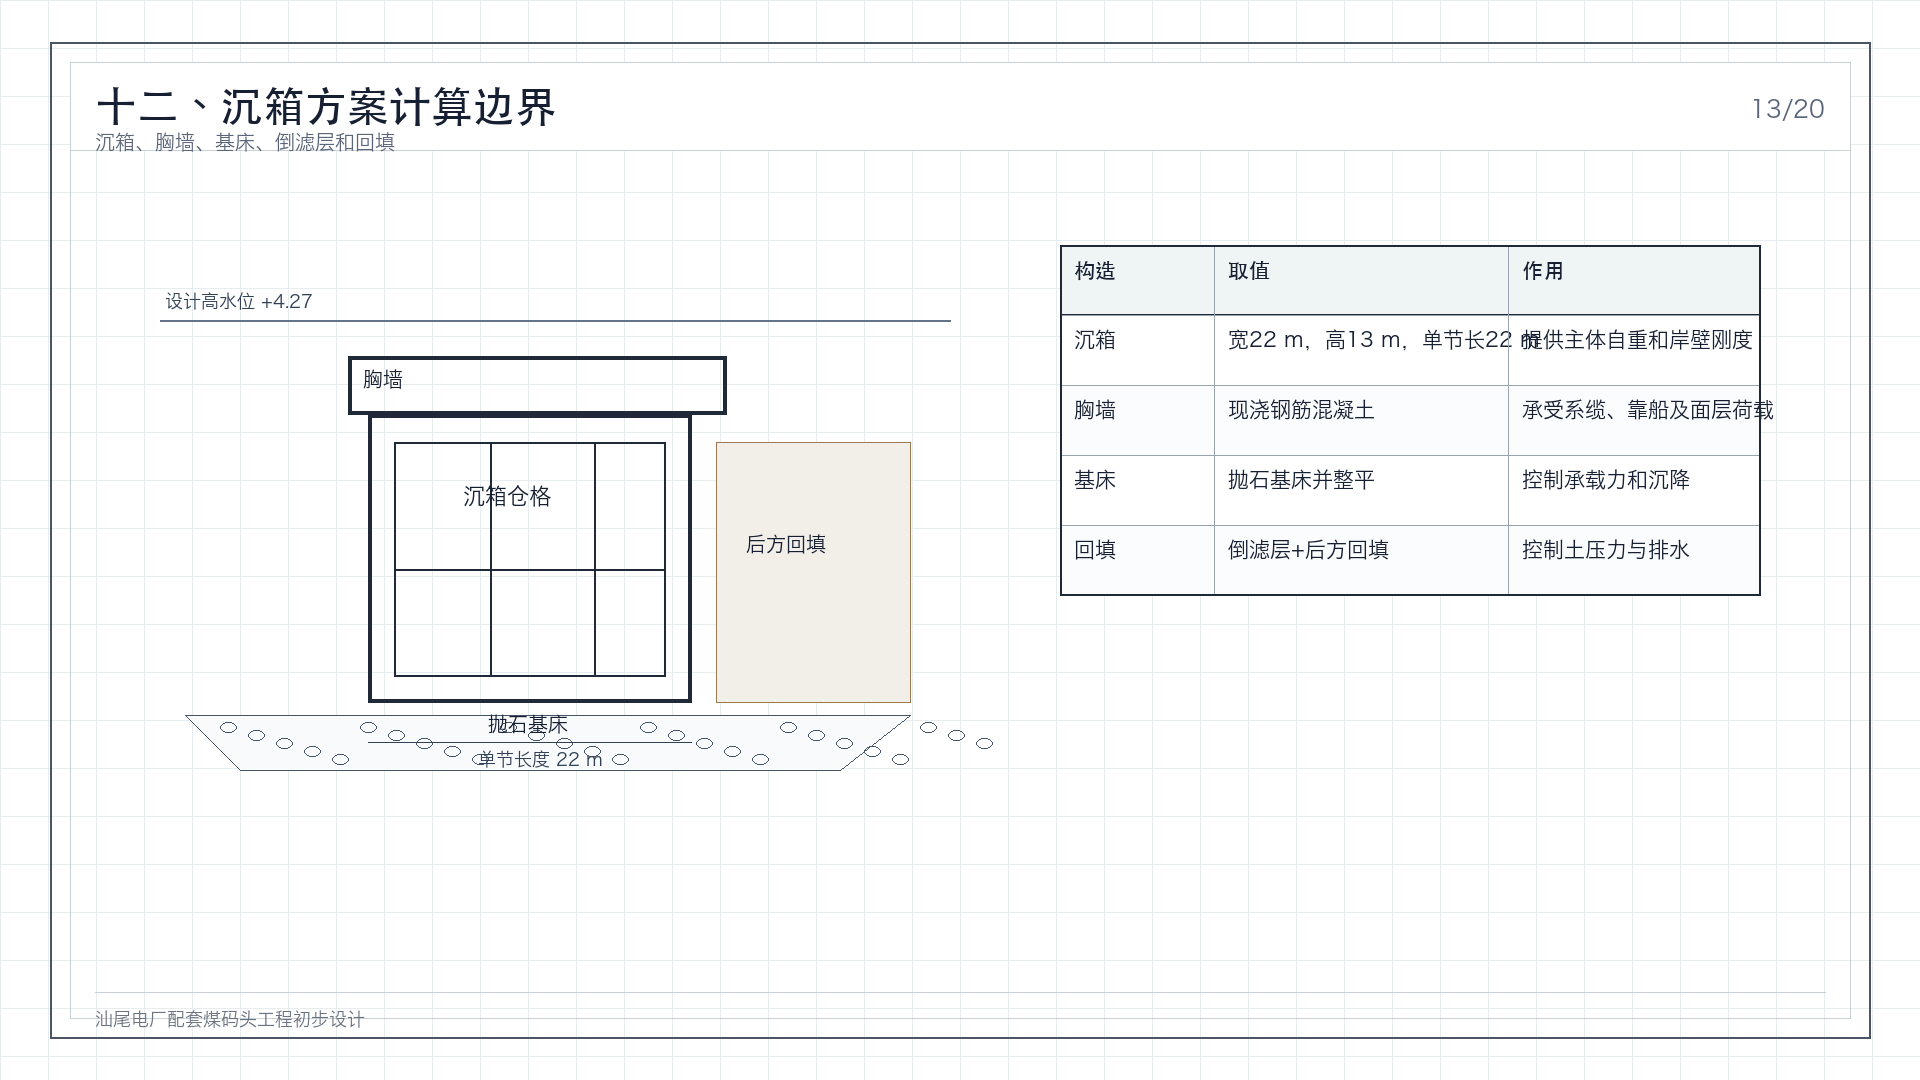 十二、沉箱方案计算边界
沉箱、胸墙、基床、倒滤层和回填
13/20
设计高水位 +4.27
胸墙
沉箱仓格
后方回填
抛石基床
单节长度 22 m
构造 取值 作用
沉箱 宽22 m，高13 m，单节长22 m 提供主体自重和岸壁刚度
胸墙 现浇钢筋混凝土 承受系缆、靠船及面层荷载
基床 抛石基床并整平 控制承载力和沉降
回填 倒滤层+后方回填 控制土压力与排水
汕尾电厂配套煤码头工程初步设计